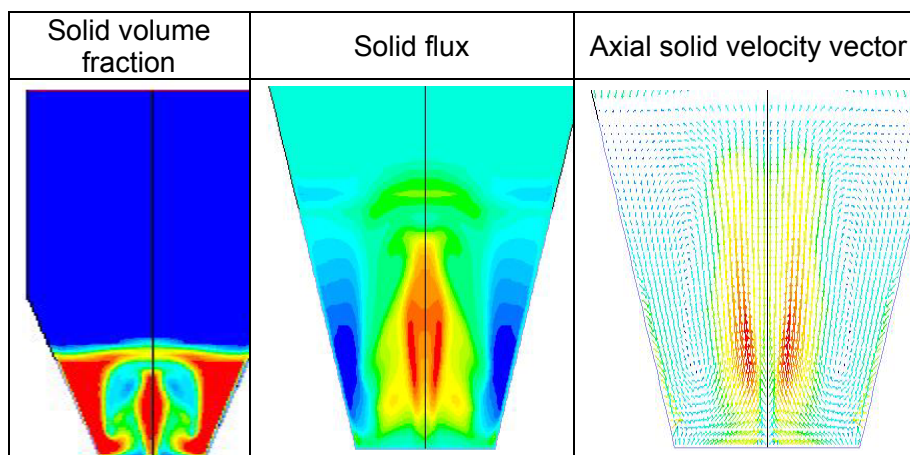 Solid volume
fraction
Solid flux
Axial solid velocity vector